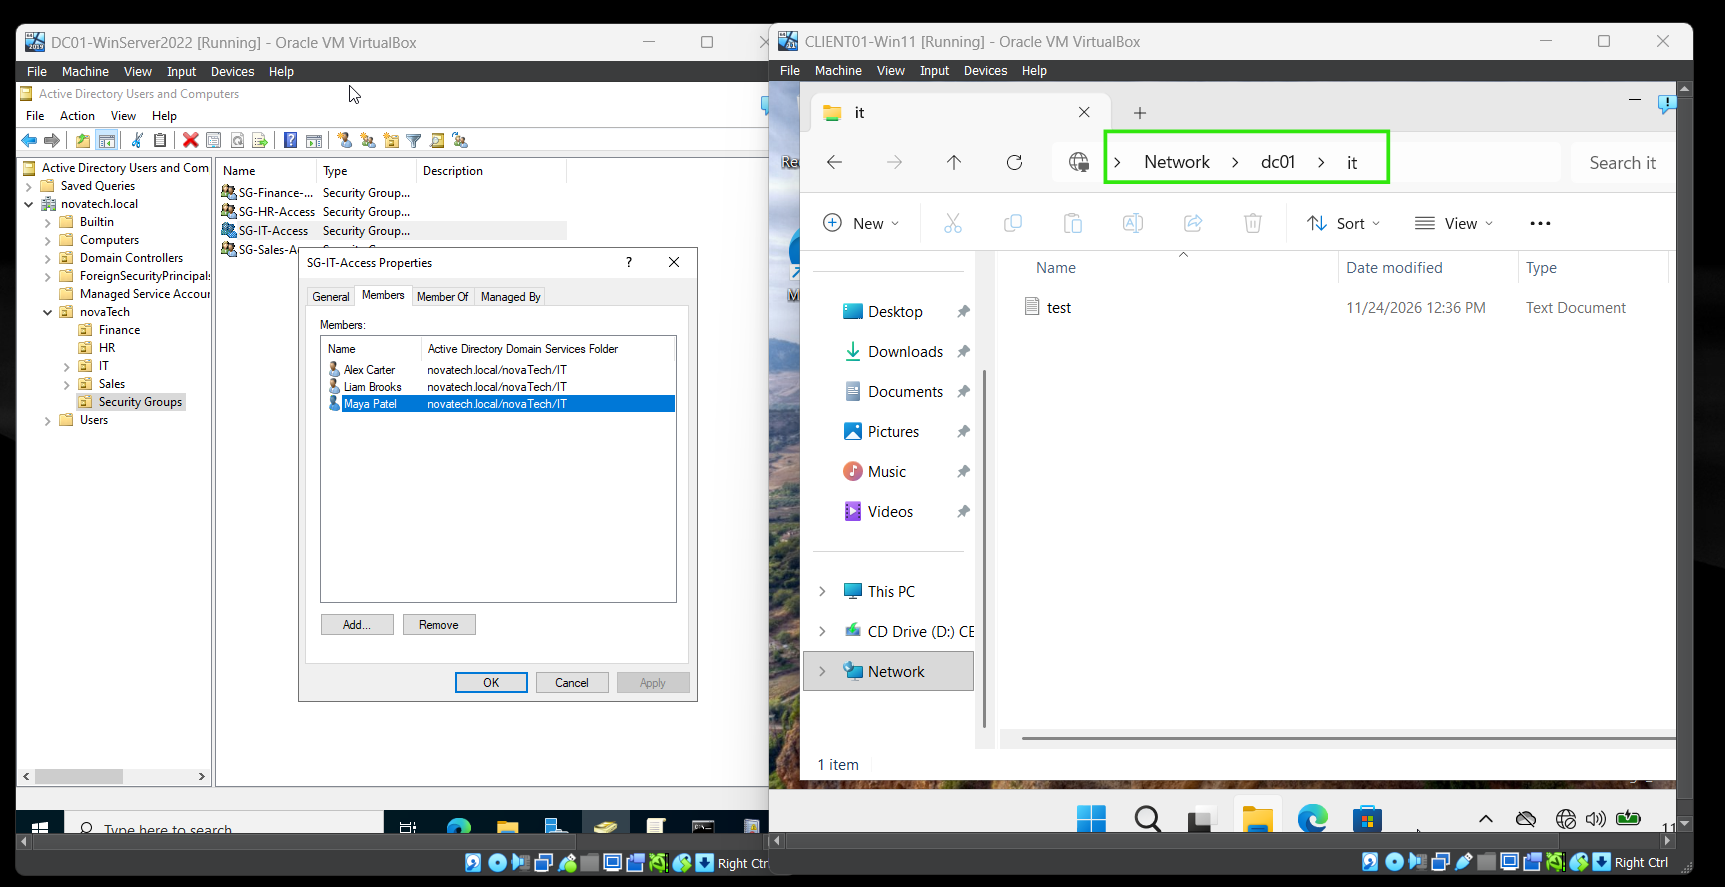 DC01-WinServer2022 [Running] - Oracle VM VirtualBox
File Machine View Input Devices Help
Active Directory Users and Computers
File Action View Help
Active Directory Users and Com
Saved Queries
novatech.local
Builtin
Computers
Domain Controllers
ForeignSecurityPrincipals
Managed Service Accour
novaTech
Finance
HR
IT
Sales
Security Groups
Users
Name Type Description
SG-Finance-... Security Group...
SG-HR-Access Security Group...
SG-IT-Access Security Group...
SG-Sales-A
SG-IT-Access Properties
?
General Members Member Of Managed By
Members:
Name Active Directory Domain Services Folder
Alex Carter novatech.local/novaTech/IT
Liam Brooks novatech.local/novaTech/IT
Maya Patel novatech.local/novaTech/IT
Add... Remove
OK Cancel Apply
Type here to search
Right Ctr
CLIENT01-Win11 [Running] - Oracle VM VirtualBox
File Machine View Input Devices Help
it
Network dc01 it
Search it
New Sort View
Name Date modified Type
test 11/24/2026 12:36 PM Text Document
Desktop
Downloads
Documents
Pictures
Music
Videos
This PC
CD Drive (D:) CE
Network
1 item
11
Right Ctrl